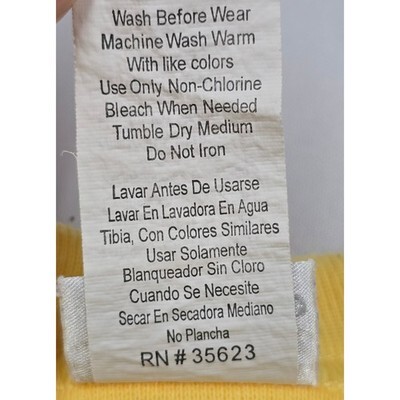 Wash Before Wear
Machine Wash Warm
With like colors
Use Only Non-Chlorine
Bleach When Needed
Tumble Dry Medium
Do Not Iron
Lavar Antes De Usarse
Lavar En Lavadora En Agua
Tibia, Con Colores Similares
Usar Solamente
Blanqueador Sin Cloro
Cuando Se Necesite
Secar En Secadora Mediano
No Plancha
RN # 35623